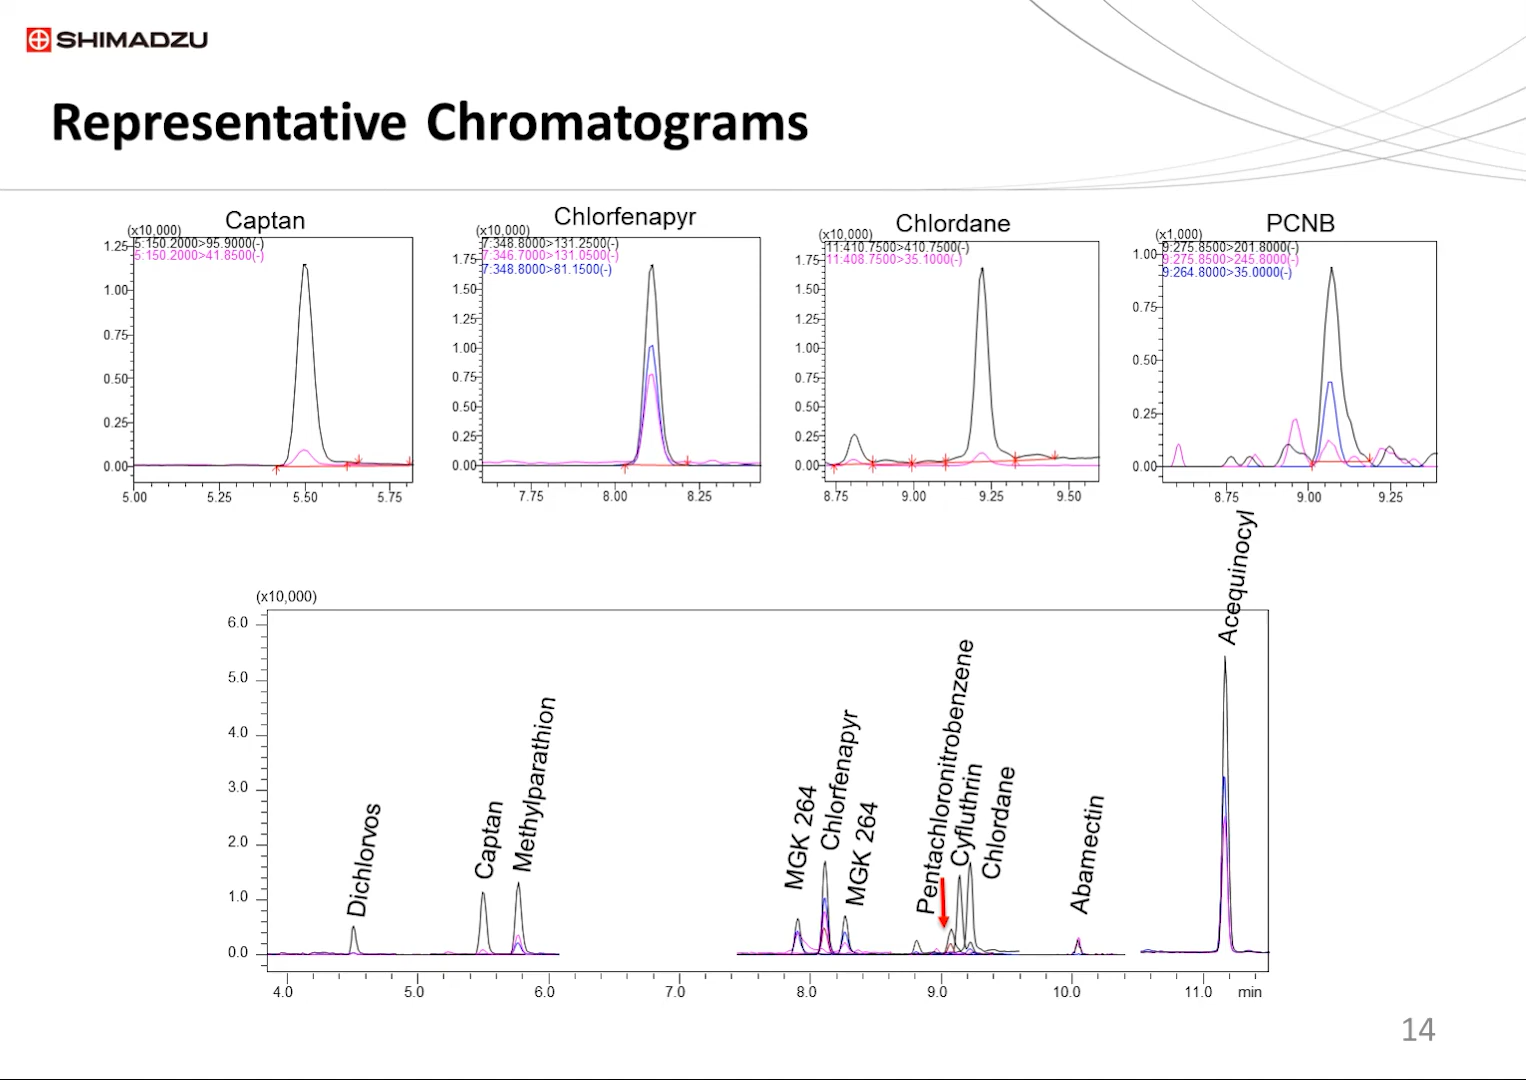 SHIMADZU
Representative Chromatograms
Captan
(x10,000)
5:150.2000>95.9000(-)
5:150.2000>41.8500(-)
1.25
1.00
0.75
0.50
0.25
0.00
5.00 5.25 5.50 5.75
Chlorfenapyr
(x10,000)
7:348.8000>131.2500(-)
7:346.7000>131.0500(-)
7:348.8000>81.1500(-)
1.75
1.50
1.25
1.00
0.75
0.50
0.25
0.00
7.75 8.00 8.25
Chlordane
(x10,000)
11:410.7500>410.7500(-)
11:408.7500>35.1000(-)
1.75
1.50
1.25
1.00
0.75
0.50
0.25
0.00
8.75 9.00 9.25 9.50
PCNB
(x1,000)
9:275.8500>201.8000(-)
9:275.8500>245.8000(-)
9:264.8000>35.0000(-)
1.00
0.75
0.50
0.25
0.00
8.75 9.00 9.25
(x10,000)
6.0
5.0
4.0
3.0
2.0
1.0
0.0
Dichlorvos
Captan
Methylparathion
MGK 264
Chlorfenapyr
MGK 264
Pentachloronitrobenzene
Cyfluthrin
Chlordane
Abamectin
Acequinocyl
4.0 5.0 6.0 7.0 8.0 9.0 10.0 11.0 min
14